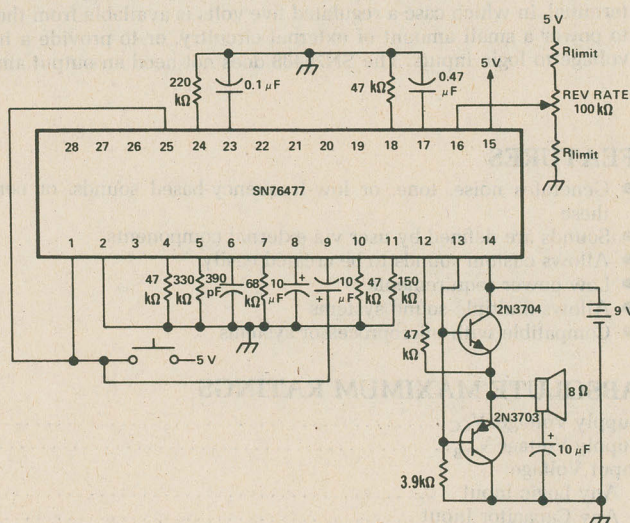 5 V
Rlimit
220 kΩ
0.1 µF
47 kΩ
0.47 µF
5 V
REV RATE
100 kΩ
Rlimit
28 27 26 25 24 23 22 21 20 19 18 17 16 15
SN76477
1 2 3 4 5 6 7 8 9 10 11 12 13 14
47 kΩ
330 kΩ
390 pF
68 kΩ
10 µF
10 µF
47 kΩ
150 kΩ
2N3704
9 V
47 kΩ
5 V
8 Ω
2N3703
10 µF
3.9kΩ